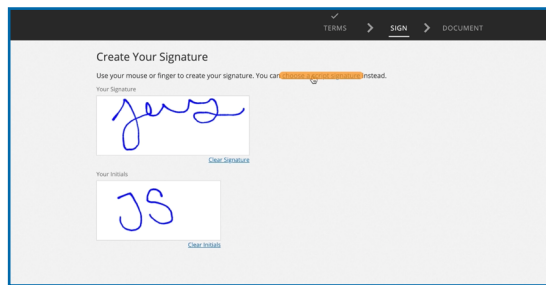 TERMS SIGN DOCUMENT
Create Your Signature
Use your mouse or finger to create your signature. You can choose a script signature instead.
Your Signature
Clear Signature
Your Initials
JS
Clear Initials